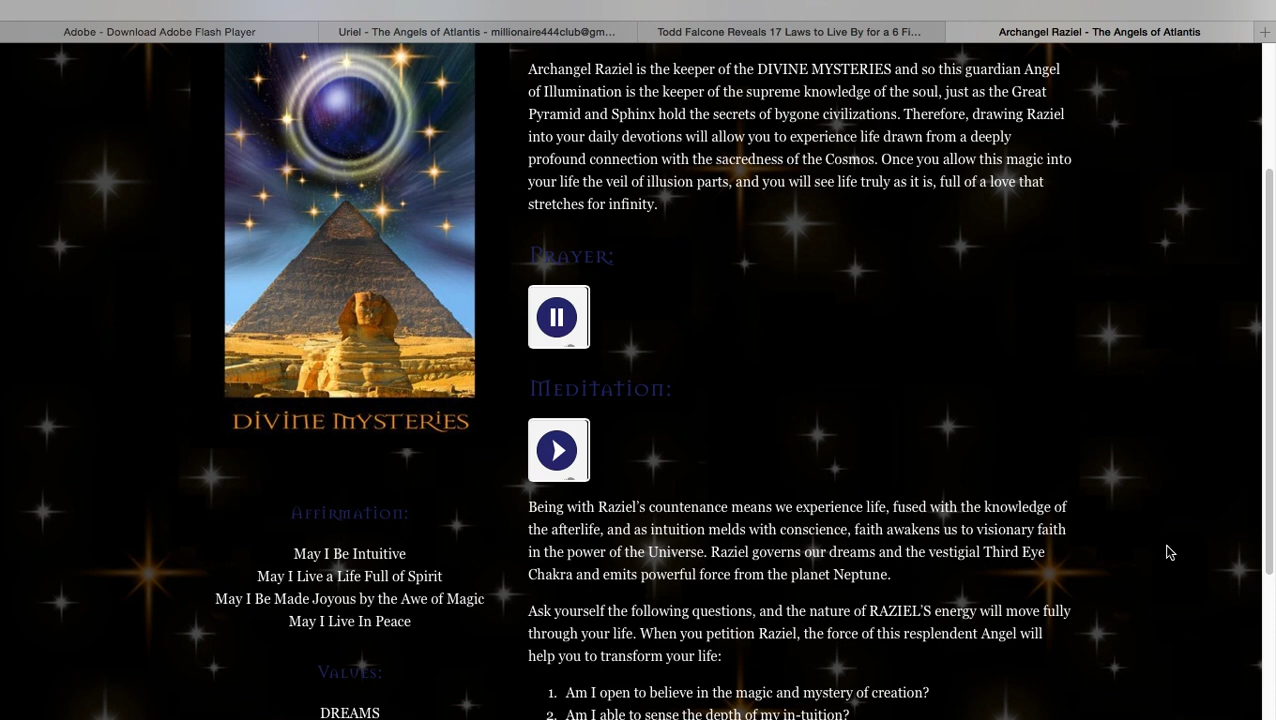 Adobe - Download Adobe Flash Player
Uriel - The Angels of Atlantis - millionaire444club@gm...
Todd Falcone Reveals 17 Laws to Live By for a 6 Fi...
Archangel Raziel - The Angels of Atlantis
DIVINE MYSTERIES
Affirmation:
May I Be Intuitive
May I Live a Life Full of Spirit
May I Be Made Joyous by the Awe of Magic
May I Live In Peace
Values:
DREAMS
Archangel Raziel is the keeper of the DIVINE MYSTERIES and so this guardian Angel
of Illumination is the keeper of the supreme knowledge of the soul, just as the Great
Pyramid and Sphinx hold the secrets of bygone civilizations. Therefore, drawing Raziel
into your daily devotions will allow you to experience life drawn from a deeply
profound connection with the sacredness of the Cosmos. Once you allow this magic into
your life the veil of illusion parts, and you will see life truly as it is, full of a love that
stretches for infinity.
Prayer:
Meditation:
Being with Raziel's countenance means we experience life, fused with the knowledge of
the afterlife, and as intuition melds with conscience, faith awakens us to visionary faith
in the power of the Universe. Raziel governs our dreams and the vestigial Third Eye
Chakra and emits powerful force from the planet Neptune.
Ask yourself the following questions, and the nature of RAZIEL'S energy will move fully
through your life. When you petition Raziel, the force of this resplendent Angel will
help you to transform your life:
1. Am I open to believe in the magic and mystery of creation?
2. Am I able to sense the depth of my in-tuition?